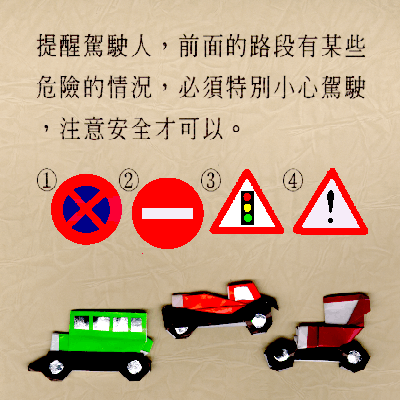 提醒駕駛人，前面的路段有某些
危險的情況，必須特別小心駕駛
，注意安全才可以。
① ② ③ ④